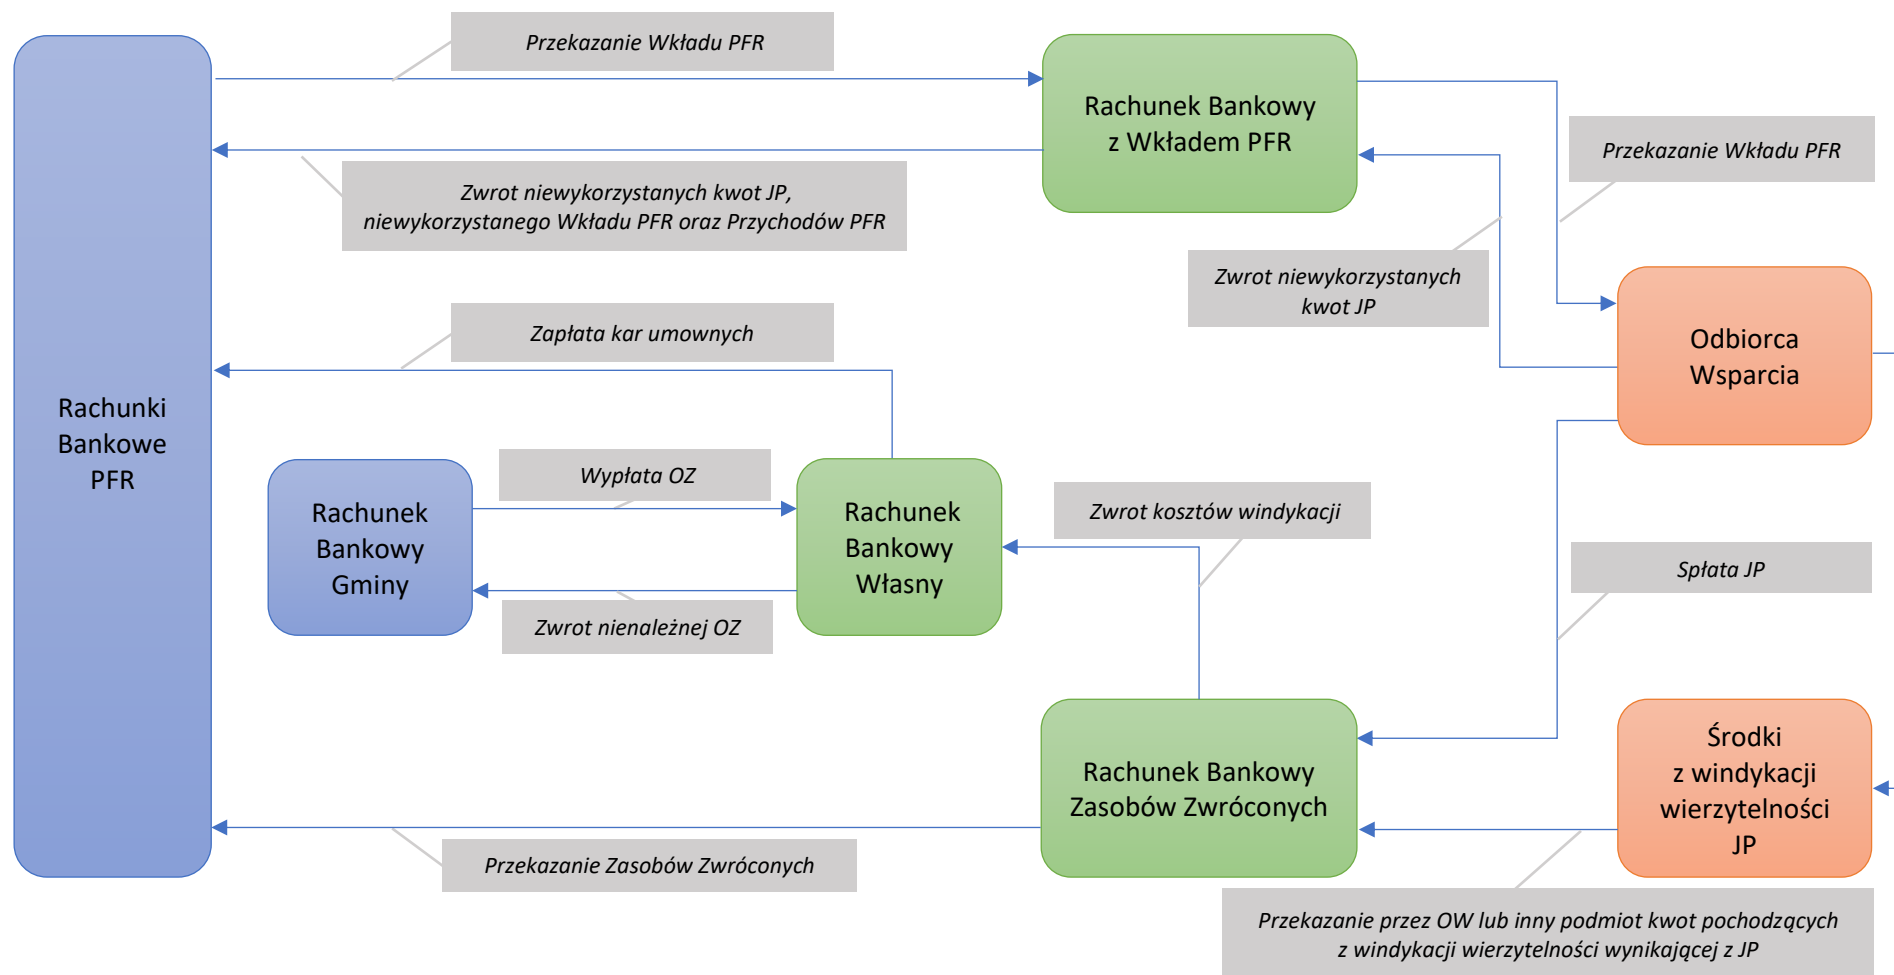 Przekazanie Wkładu PFR
Rachunek Bankowy
z Wkładem PFR
Przekazanie Wkładu PFR
Zwrot niewykorzystanych kwot JP,
niewykorzystanego Wkładu PFR oraz Przychodów PFR
Zwrot niewykorzystanych
kwot JP
Zapłata kar umownych
Odbiorca
Wsparcia
Rachunki
Bankowe
PFR
Wypłata OZ
Rachunek
Bankowy
Gminy
Rachunek
Bankowy
Własny
Zwrot kosztów windykacji
Zwrot nienależnej OZ
Spłata JP
Rachunek Bankowy
Zasobów Zwróconych
Środki
z windykacji
wierzytelności
JP
Przekazanie Zasobów Zwróconych
Przekazanie przez OW lub inny podmiot kwot pochodzących
z windykacji wierzytelności wynikającej z JP